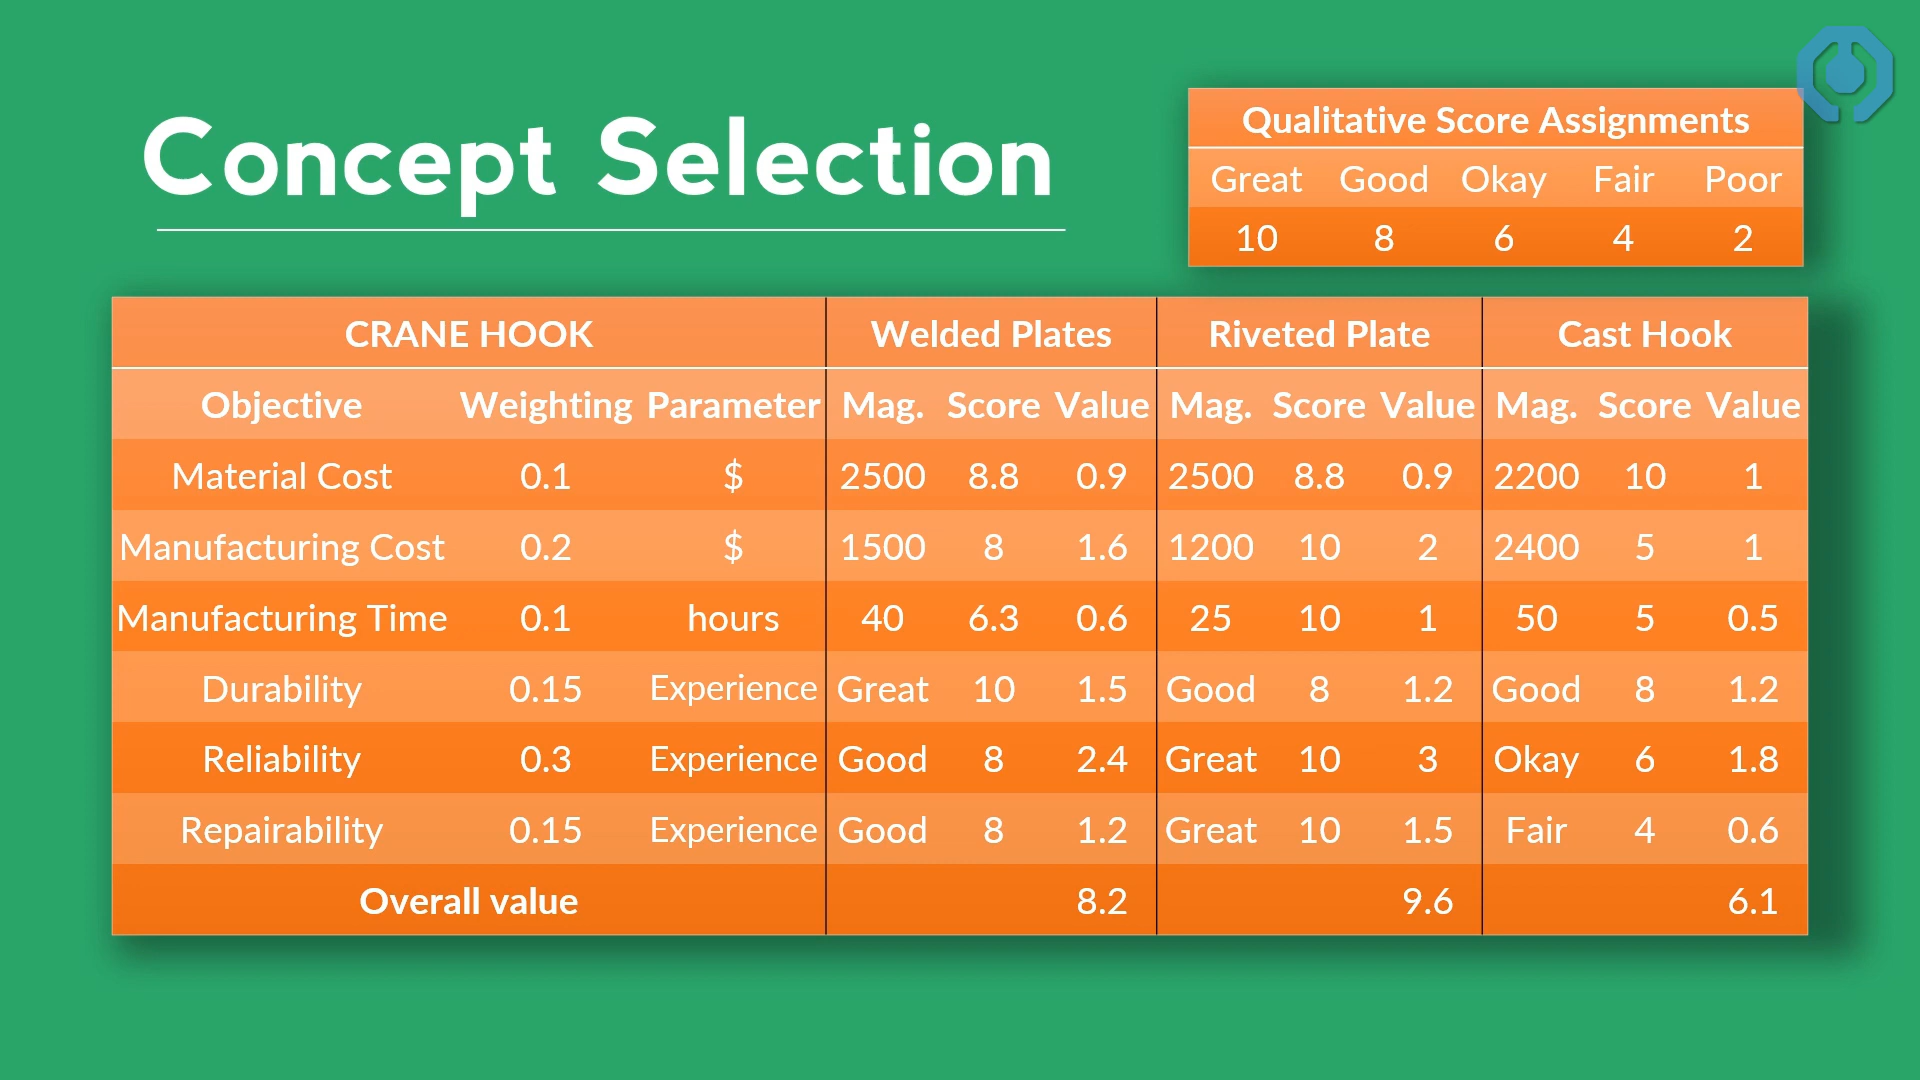 Concept Selection
Qualitative Score Assignments
Great Good Okay Fair Poor
10 8 6 4 2
CRANE HOOK Welded Plates Riveted Plate Cast Hook
Objective Weighting Parameter Mag. Score Value Mag. Score Value Mag. Score Value
Material Cost 0.1 $ 2500 8.8 0.9 2500 8.8 0.9 2200 10 1
Manufacturing Cost 0.2 $ 1500 8 1.6 1200 10 2 2400 5 1
Manufacturing Time 0.1 hours 40 6.3 0.6 25 10 1 50 5 0.5
Durability 0.15 Experience Great 10 1.5 Good 8 1.2 Good 8 1.2
Reliability 0.3 Experience Good 8 2.4 Great 10 3 Okay 6 1.8
Repairability 0.15 Experience Good 8 1.2 Great 10 1.5 Fair 4 0.6
Overall value 8.2 9.6 6.1